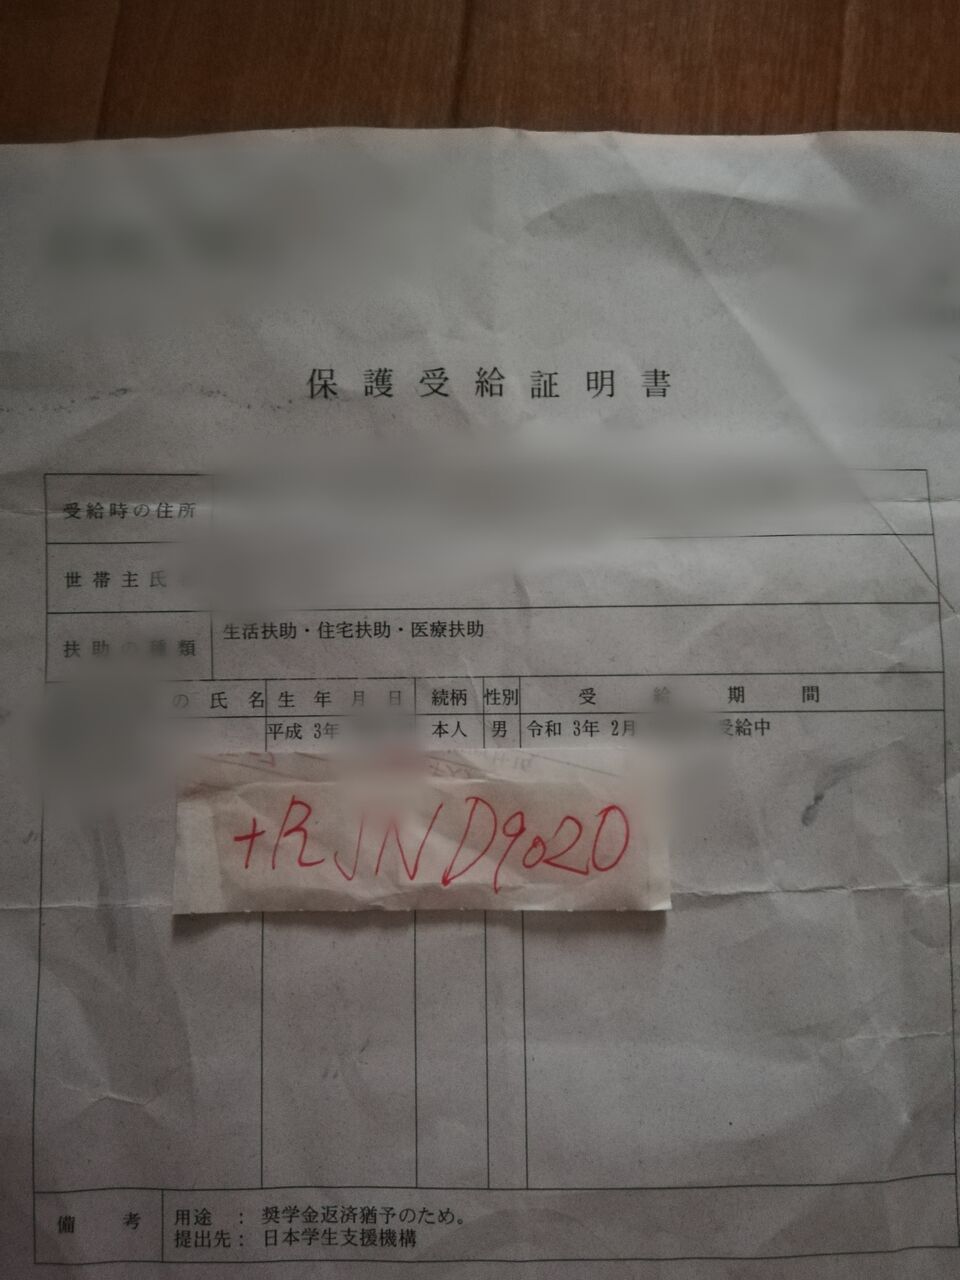 保護受給証明書
受給時の住所
世帯主氏
扶助の種類 生活扶助・住宅扶助・医療扶助
の氏名 生年月日 続柄 性別 受給期間
平成 3年 本人 男 令和 3年 2月 受給中
+R JND9020
備考 用途 : 奨学金返済猶予のため。
提出先: 日本学生支援機構